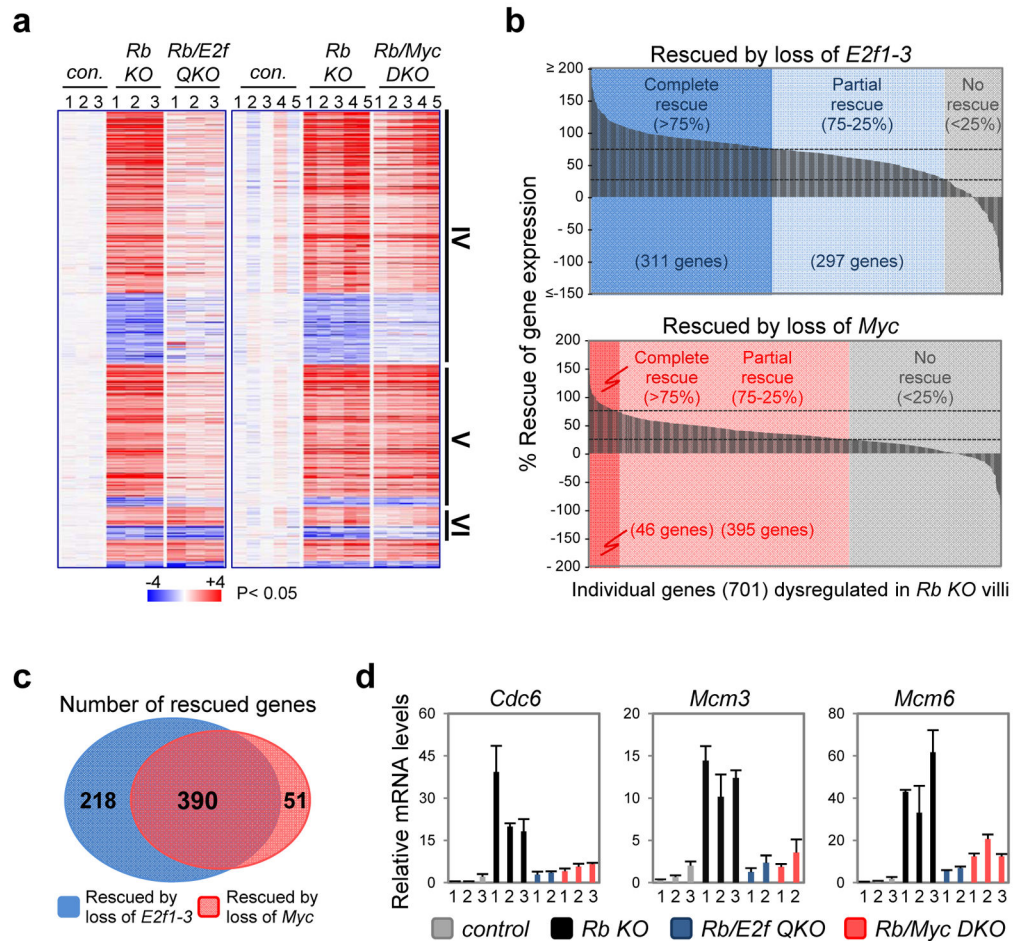 a
Rb KO
Rb/E2f QKO
Rb KO
Rb/Myc DKO
con.
con.
1 2 3 1 2 3 1 2 3 1 2 3 4 5 1 2 3 4 5 1 2 3 4 5
IV
V
VI
-4 +4 P< 0.05
b
Rescued by loss of E2f1-3
≥ 200
150
100
50
0
-50
-100
≤-150
Complete rescue (>75%)
Partial rescue (75-25%)
No rescue (<25%)
(311 genes)
(297 genes)
% Rescue of gene expression
Rescued by loss of Myc
200
150
100
50
0
-50
-100
-150
- 200
Complete rescue (>75%)
Partial rescue (75-25%)
No rescue (<25%)
(46 genes) (395 genes)
Individual genes (701) dysregulated in Rb KO villi
c
Number of rescued genes
218 390 51
Rescued by loss of E2f1-3
Rescued by loss of Myc
d
Relative mRNA levels
Cdc6
60
45
30
15
0
1 2 3 1 2 3 1 2 1 2 3
Mcm3
20
15
10
5
0
1 2 3 1 2 3 1 2 1 2
Mcm6
80
60
40
20
0
1 2 3 1 2 3 1 2 1 2 3
control Rb KO Rb/E2f QKO Rb/Myc DKO